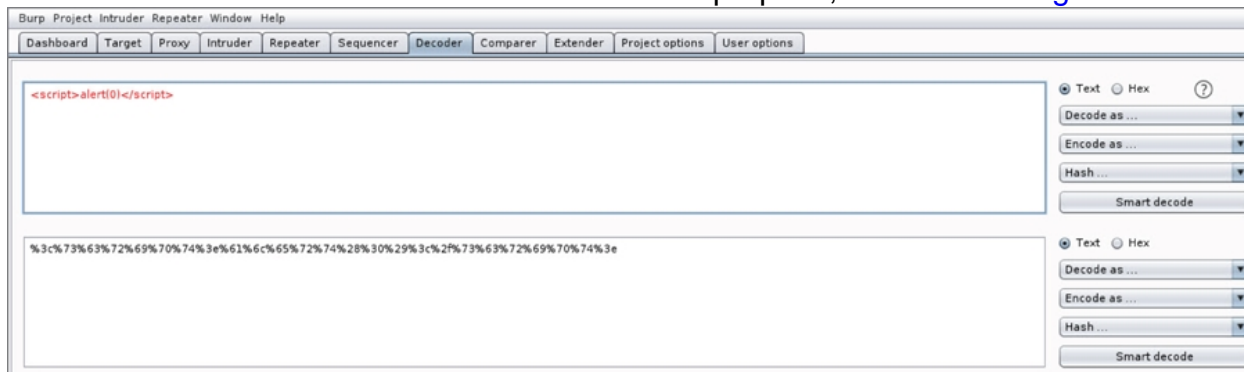 Burp Project Intruder Repeater Window Help
Dashboard Target Proxy Intruder Repeater Sequencer Decoder Comparer Extender Project options User options
<script>alert(0)</script>
Text Hex ?
Decode as ...
Encode as ...
Hash ...
Smart decode
%3c%73%63%72%69%70%74%3e%61%6c%65%72%74%28%30%29%3c%2f%73%63%72%69%70%74%3e
Text Hex
Decode as ...
Encode as ...
Hash ...
Smart decode